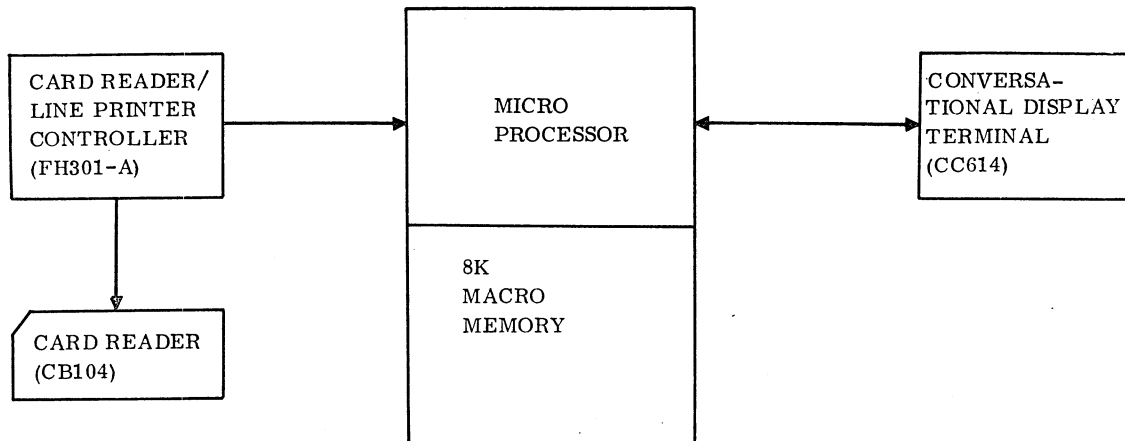 CARD READER/
LINE PRINTER
CONTROLLER
(FH301-A)
MICRO
PROCESSOR
CONVERSA-
TIONAL DISPLAY
TERMINAL
(CC614)
8K
MACRO
MEMORY
CARD READER
(CB104)